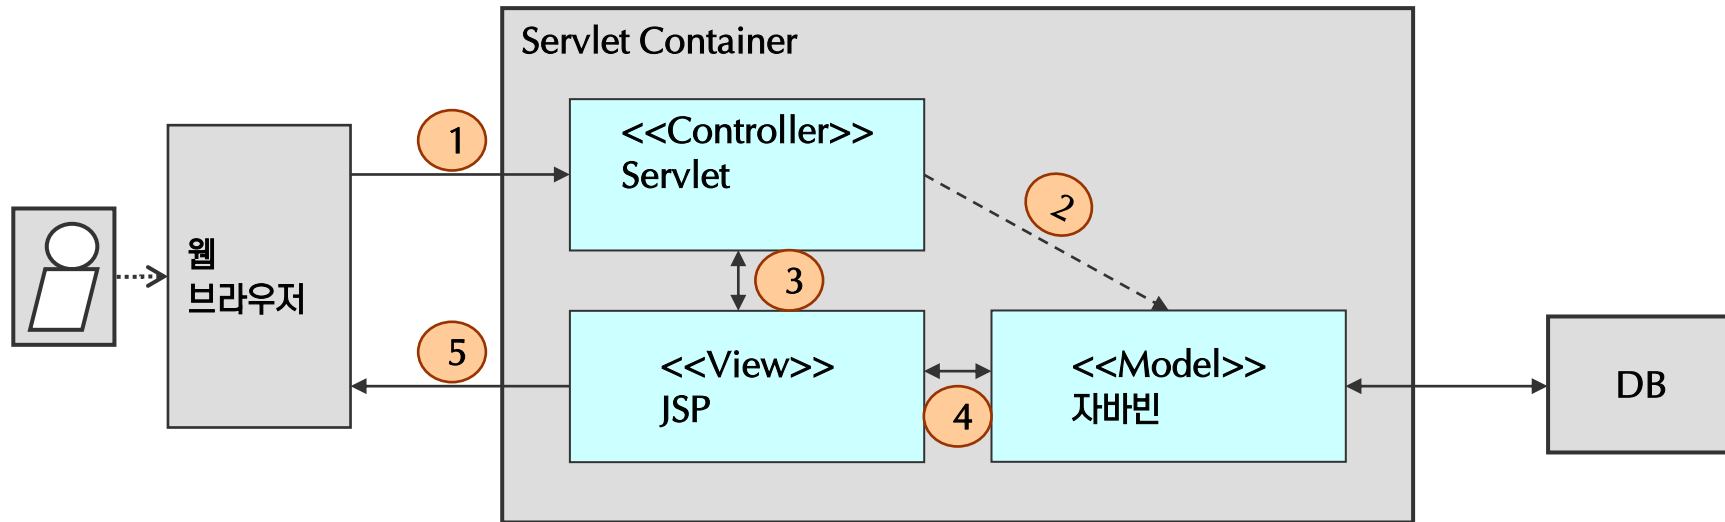 Servlet Container
1
<<Controller>>
Servlet
2
웹
브라우저
3
5
<<View>>
JSP
4
<<Model>>
자바빈
DB